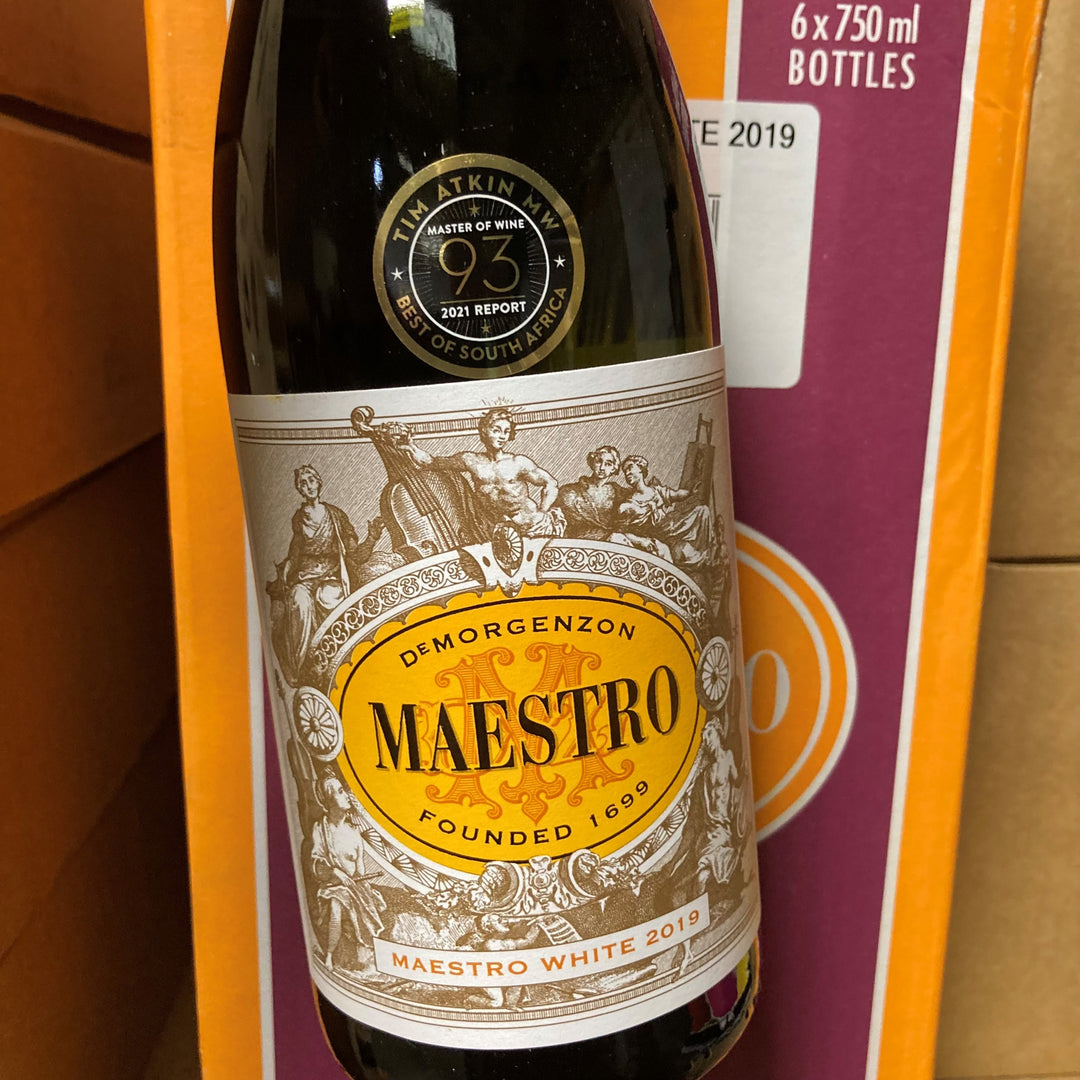 6 x 750 ml
BOTTLES
TE 2019
TIM ATKIN MW
MASTER OF WINE
93
2021 REPORT
BEST OF SOUTH AFRICA
DEMORGENZON
M
MAESTRO
FOUNDED 1699
MAESTRO WHITE 2019
O